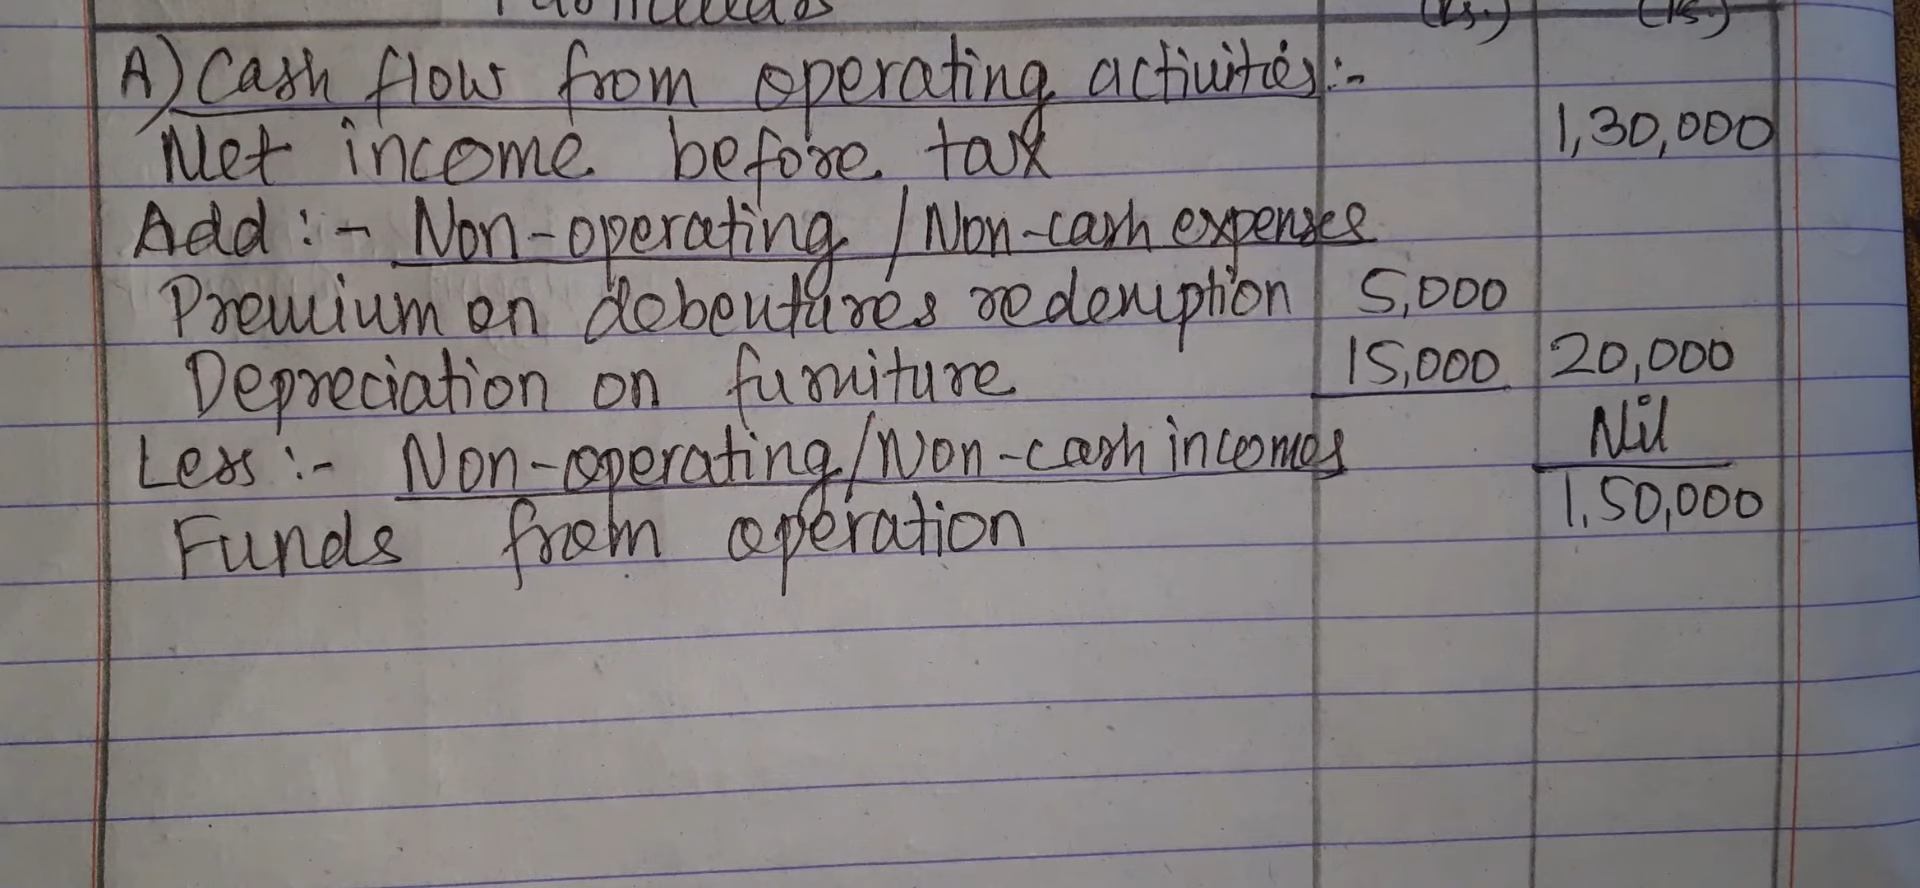 Particulars (Rs.) (Rs.)
A) Cash flow from operating activities:-
Net income before tax 1,30,000
Add :- Non-operating / Non-cash expenses
Premium on debentures redemption 5,000
Depreciation on furniture 15,000 20,000
Less :- Non-operating/Non-cash incomes Nil
Funds from operation 1,50,000